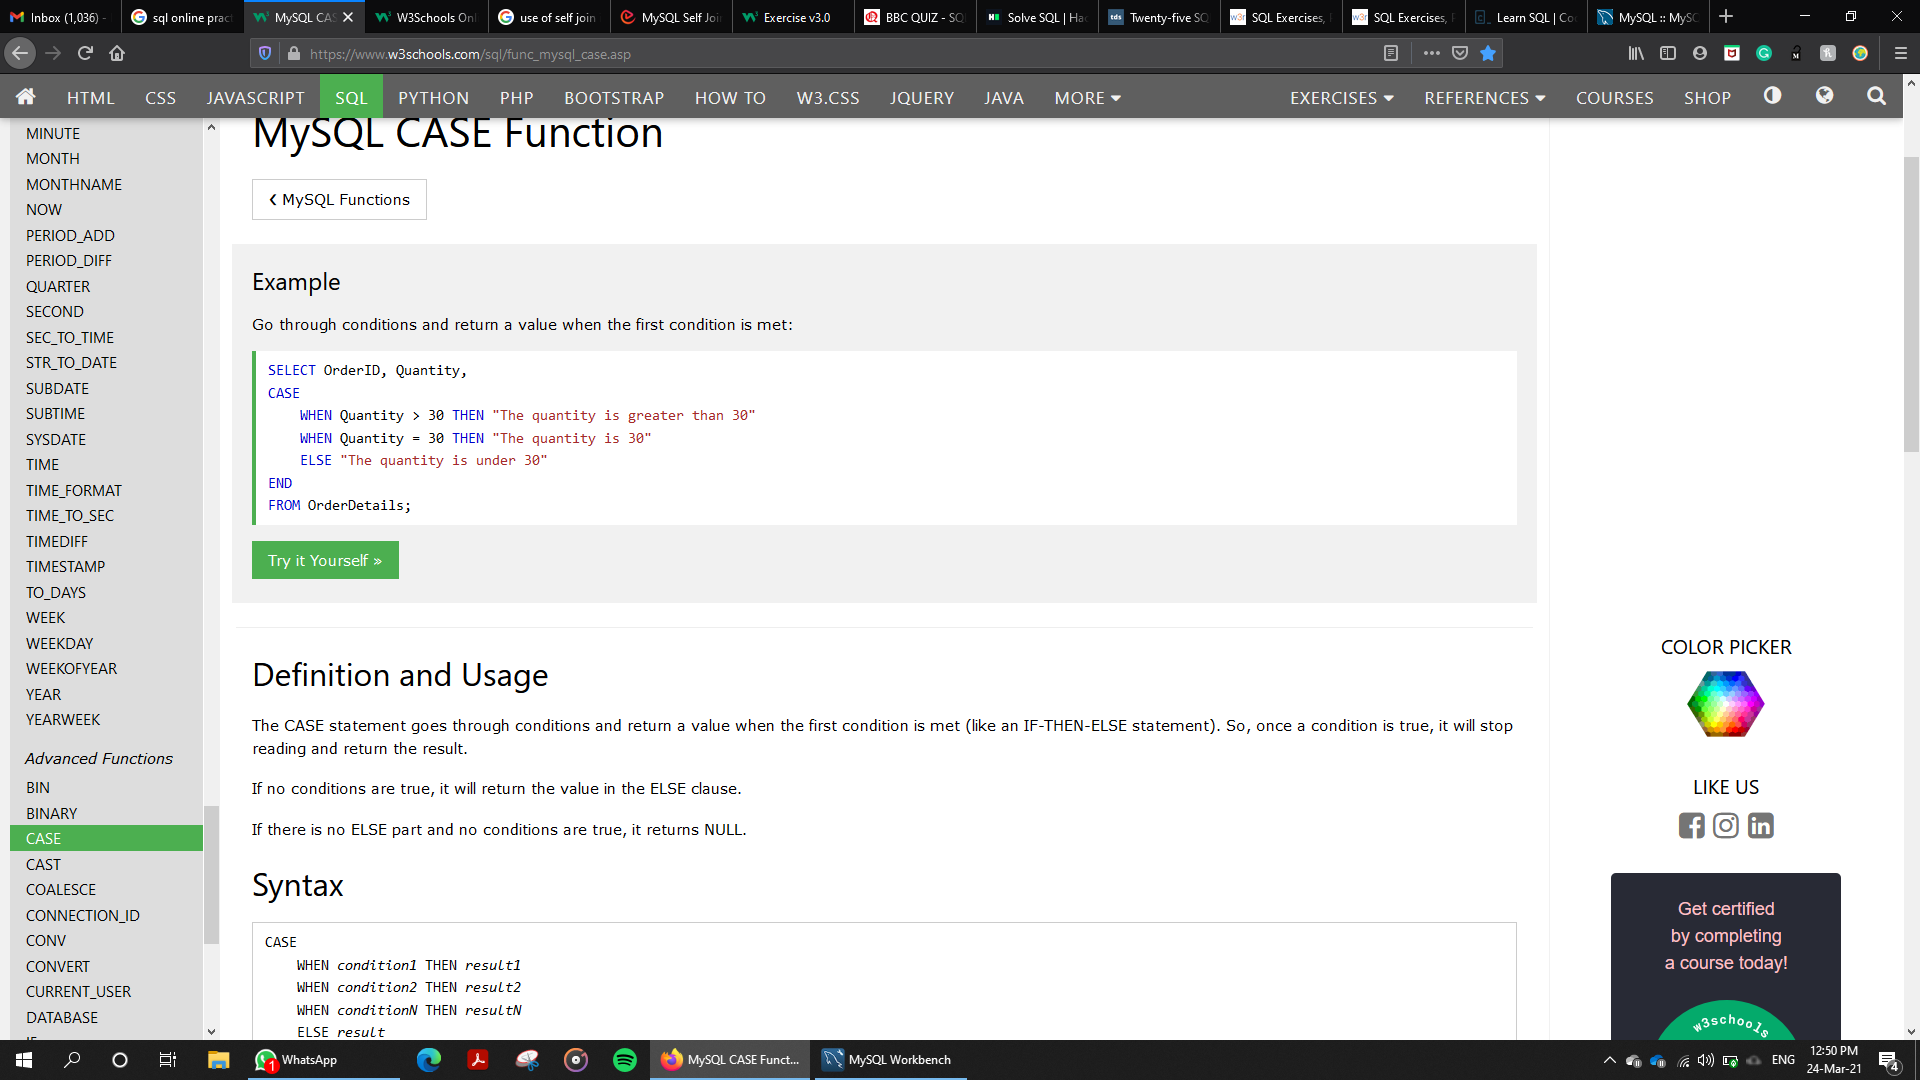 Inbox (1,036) -
sql online pract
MySQL CAS
W3Schools Onl
use of self join
MySQL Self Joi
Exercise v3.0
BBC QUIZ - SQ
Solve SQL | Ha
Twenty-five SQ
SQL Exercises, P
SQL Exercises, P
Learn SQL | Co
MySQL :: MyS
https://www.w3schools.com/sql/func_mysql_case.asp
HTML CSS JAVASCRIPT SQL PYTHON PHP BOOTSTRAP HOW TO W3.CSS JQUERY JAVA MORE EXERCISES REFERENCES COURSES SHOP
MINUTE
MONTH
MONTHNAME
NOW
PERIOD_ADD
PERIOD_DIFF
QUARTER
SECOND
SEC_TO_TIME
STR_TO_DATE
SUBDATE
SUBTIME
SYSDATE
TIME
TIME_FORMAT
TIME_TO_SEC
TIMEDIFF
TIMESTAMP
TO_DAYS
WEEK
WEEKDAY
WEEKOFYEAR
YEAR
YEARWEEK
Advanced Functions
BIN
BINARY
CASE
CAST
COALESCE
CONNECTION_ID
CONV
CONVERT
CURRENT_USER
DATABASE
MySQL CASE Function
❮ MySQL Functions
Example
Go through conditions and return a value when the first condition is met:
SELECT OrderID, Quantity,
CASE
WHEN Quantity > 30 THEN "The quantity is greater than 30"
WHEN Quantity = 30 THEN "The quantity is 30"
ELSE "The quantity is under 30"
END
FROM OrderDetails;
Try it Yourself »
Definition and Usage
The CASE statement goes through conditions and return a value when the first condition is met (like an IF-THEN-ELSE statement). So, once a condition is true, it will stop
reading and return the result.
If no conditions are true, it will return the value in the ELSE clause.
If there is no ELSE part and no conditions are true, it returns NULL.
Syntax
CASE
WHEN condition1 THEN result1
WHEN condition2 THEN result2
WHEN conditionN THEN resultN
ELSE result
COLOR PICKER
LIKE US
Get certified
by completing
a course today!
w3schools
WhatsApp
1
MySQL CASE Funct...
MySQL Workbench
ENG
12:50 PM
24-Mar-21
4